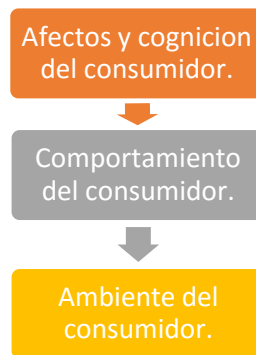 Afectos y cognicion
del consumidor.
Comportamiento
del consumidor.
Ambiente del
consumidor.